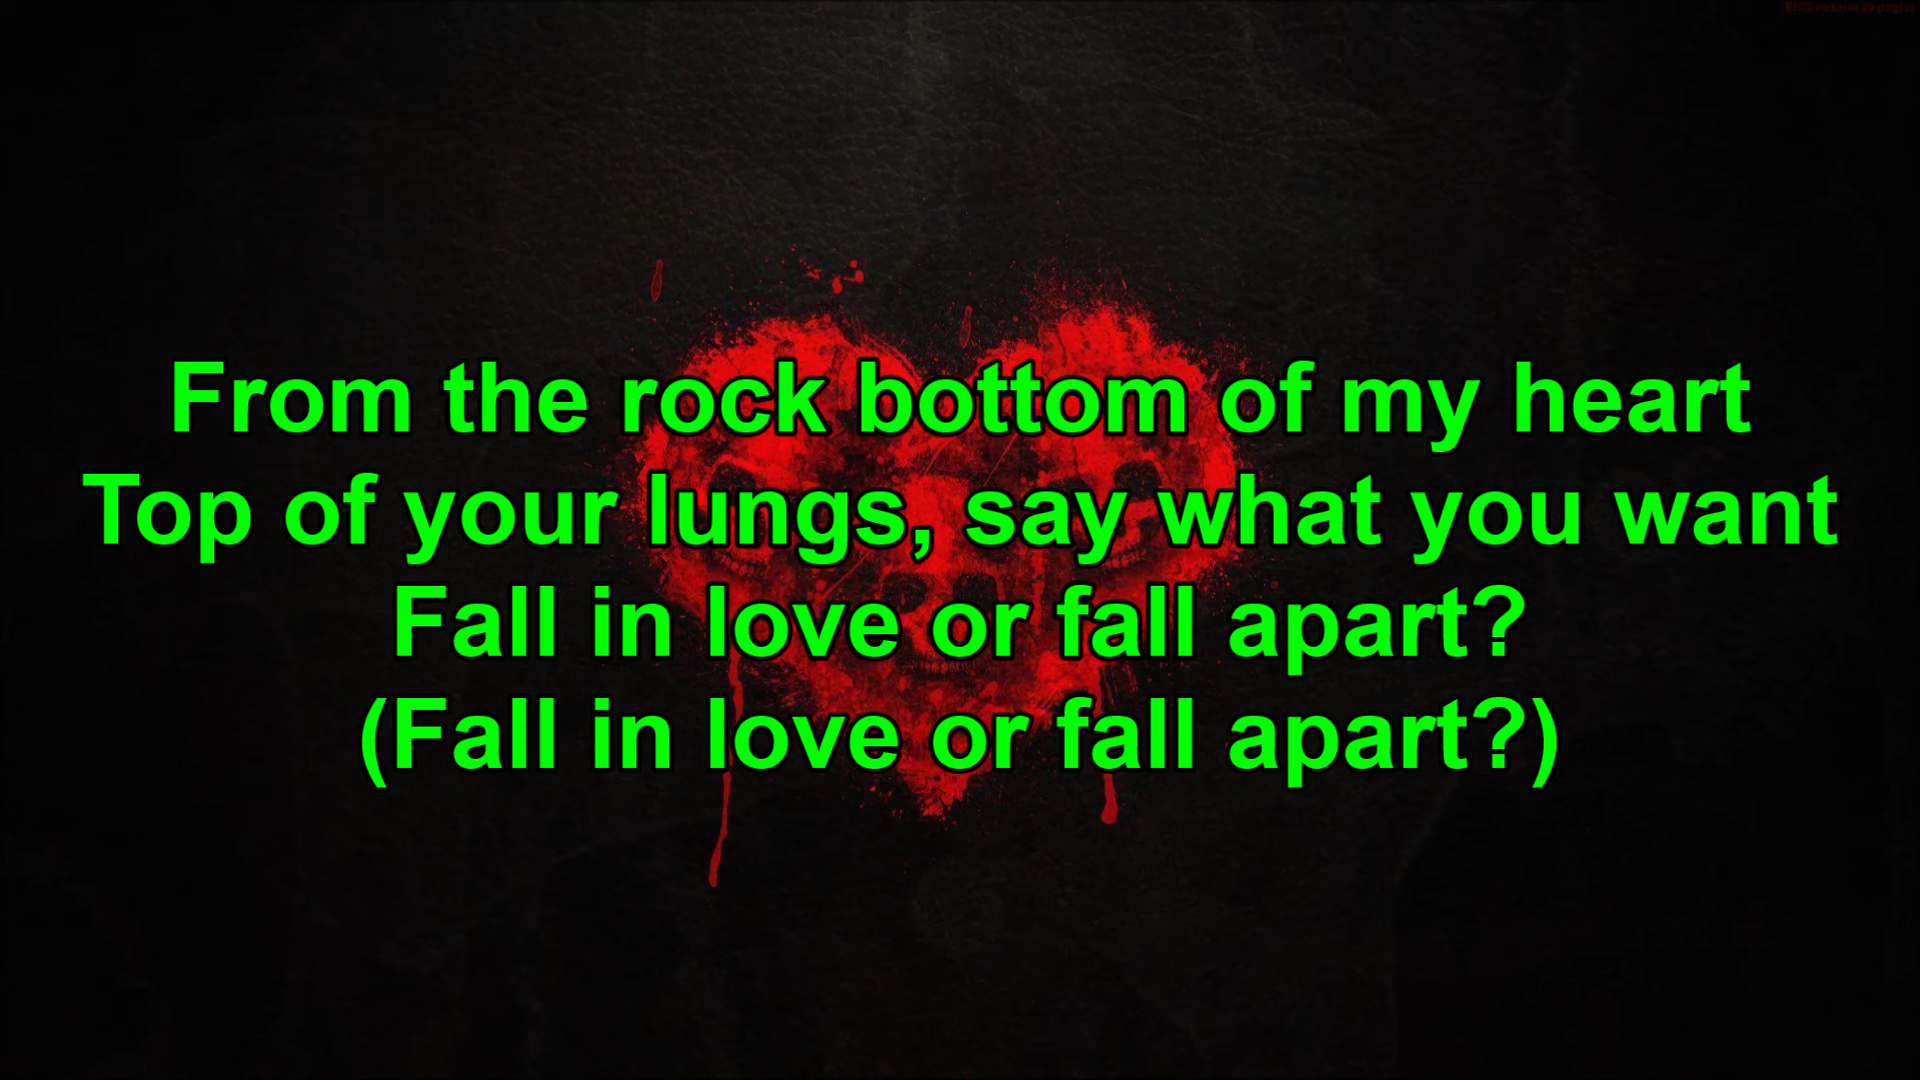 From the rock bottom of my heart
Top of your lungs, say what you want
Fall in love or fall apart?
(Fall in love or fall apart?)